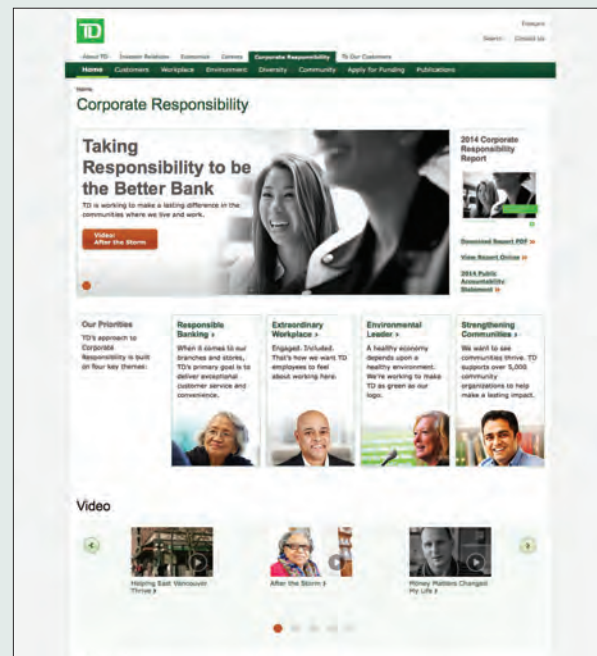 TD
Français
Search Contact Us
About TD Investor Relations Economics Careers Corporate Responsibility To Our Customers
Home Customers Workplace Environment Diversity Community Apply for Funding Publications
Home
Corporate Responsibility
Taking
Responsibility to be
the Better Bank
TD is working to make a lasting difference in the
communities where we live and work.
Video:
After the Storm
2014 Corporate
Responsibility
Report
Download Report PDF »
View Report Online »
2014 Public
Accountability
Statement »
Our Priorities
TD's approach to
Corporate
Responsibility is built
on four key themes:
Responsible
Banking ›
When it comes to our
branches and stores,
TD's primary goal is to
deliver exceptional
customer service and
convenience.
Extraordinary
Workplace ›
Engaged. Included.
That's how we want TD
employees to feel
about working here.
Environmental
Leader ›
A healthy economy
depends upon a
healthy environment.
We're working to make
TD as green as our
logo.
Strengthening
Communities ›
We want to see
communities thrive. TD
supports over 5,000
community
organizations to help
make a lasting impact.
Video
Helping East Vancouver
Thrive ›
After the Storm ›
Money Matters Changed
My Life ›